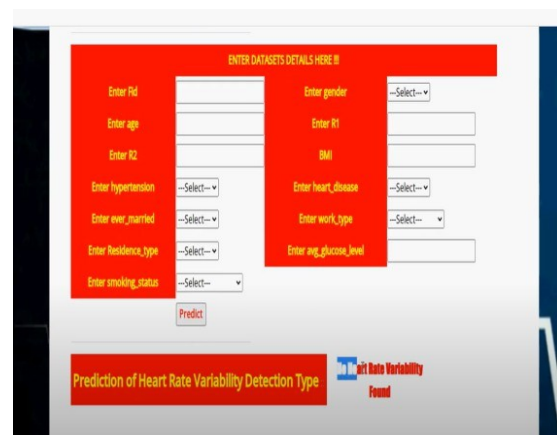 ENTER DATASETS DETAILS HERE !!!
Enter Fid ---Select--- Enter gender
Enter age Enter R1
Enter R2 BMI
Enter hypertension ---Select--- Enter heart_disease ---Select---
Enter ever_married ---Select--- Enter work_type ---Select---
Enter Residence_type ---Select--- Enter avg_glucose_level
Enter smoking_status ---Select---
Predict
Prediction of Heart Rate Variability Detection Type No Heart Rate Variability
Found